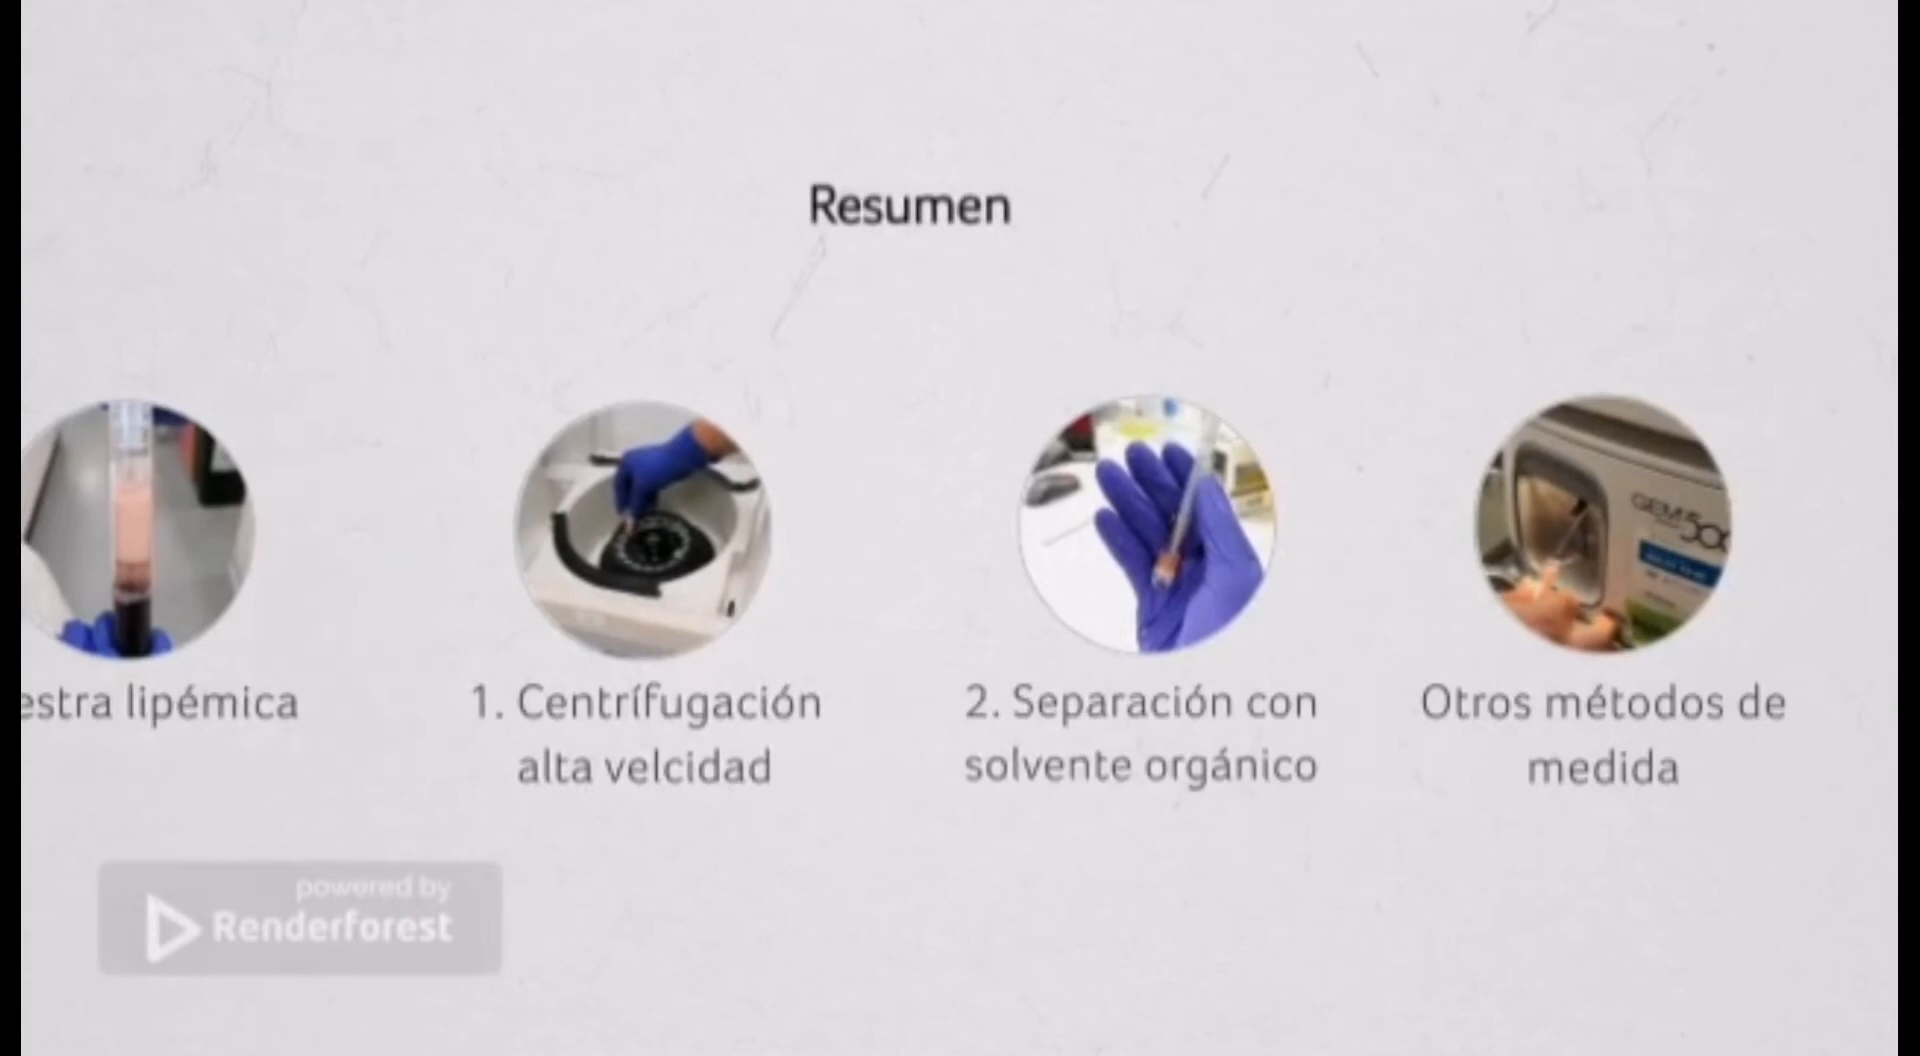 Resumen
estra lipémica
1. Centrífugación
alta velcidad
2. Separación con
solvente orgánico
Otros métodos de
medida
powered by
Renderforest